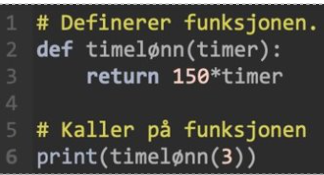 1 # Definerer funksjonen.
2 def timelønn(timer):
3     return 150*timer
4
5 # Kaller på funksjonen
6 print(timelønn(3))